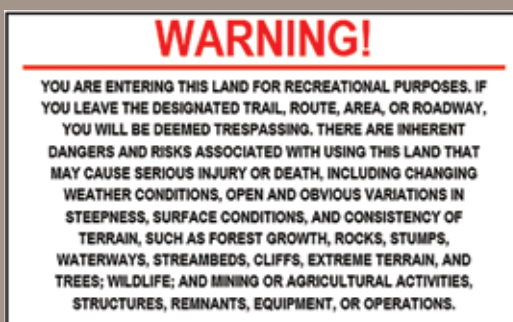 WARNING!
YOU ARE ENTERING THIS LAND FOR RECREATIONAL PURPOSES. IF
YOU LEAVE THE DESIGNATED TRAIL, ROUTE, AREA, OR ROADWAY,
YOU WILL BE DEEMED TRESPASSING. THERE ARE INHERENT
DANGERS AND RISKS ASSOCIATED WITH USING THIS LAND THAT
MAY CAUSE SERIOUS INJURY OR DEATH, INCLUDING CHANGING
WEATHER CONDITIONS, OPEN AND OBVIOUS VARIATIONS IN
STEEPNESS, SURFACE CONDITIONS, AND CONSISTENCY OF
TERRAIN, SUCH AS FOREST GROWTH, ROCKS, STUMPS,
WATERWAYS, STREAMBEDS, CLIFFS, EXTREME TERRAIN, AND
TREES; WILDLIFE; AND MINING OR AGRICULTURAL ACTIVITIES,
STRUCTURES, REMNANTS, EQUIPMENT, OR OPERATIONS.